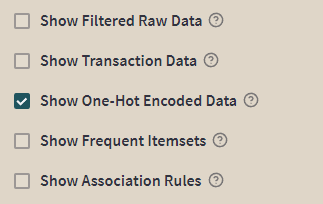 Show Filtered Raw Data
Show Transaction Data
Show One-Hot Encoded Data
Show Frequent Itemsets
Show Association Rules